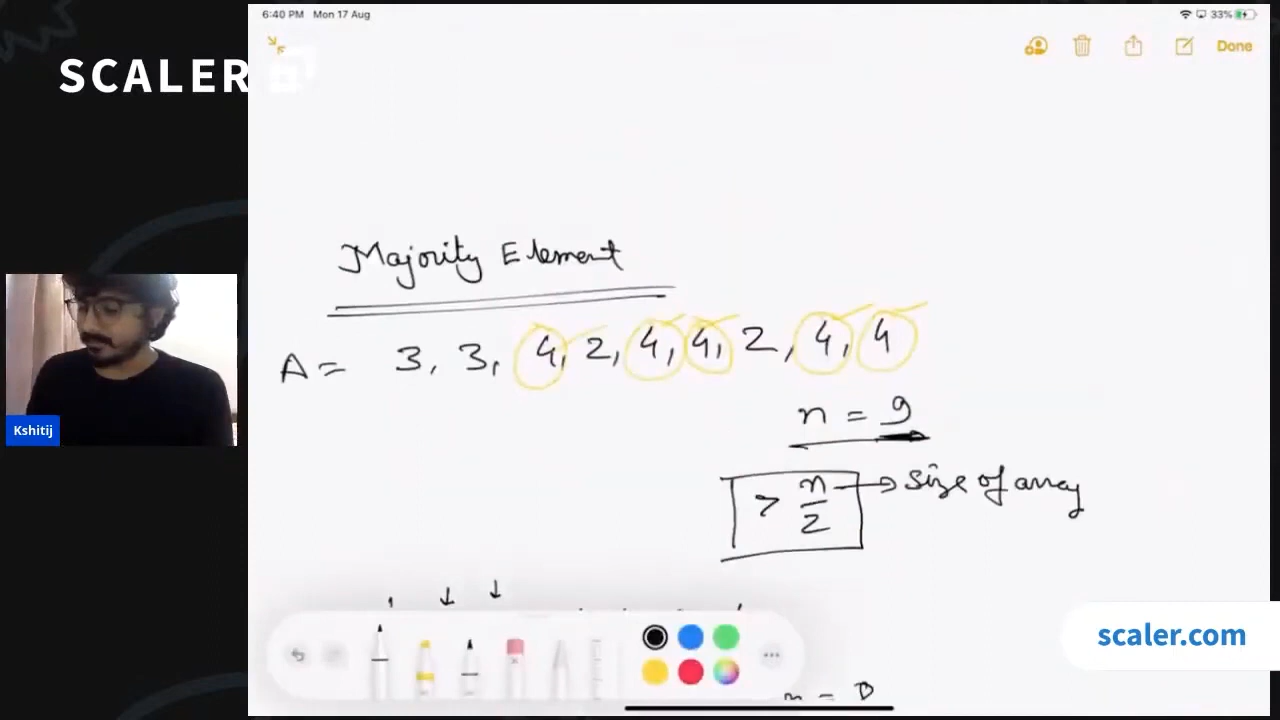 6:40 PM Mon 17 Aug
33%
Done
SCALER
Majority Element
A = 3, 3, 4, 2, 4, 4, 2, 4, 4
n = 9
> n/2 → size of array
Kshitij
scaler.com